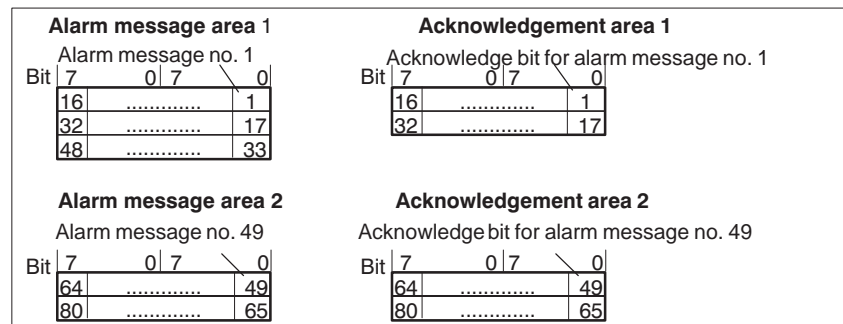 Alarm message area 1    Acknowledgement area 1
Alarm message no. 1    Acknowledge bit for alarm message no. 1
Bit 7 0 7 0    Bit 7 0 7 0
16 ............. 1    16 ............. 1
32 ............. 17    32 ............. 17
48 ............. 33
Alarm message area 2    Acknowledgement area 2
Alarm message no. 49    Acknowledge bit for alarm message no. 49
Bit 7 0 7 0    Bit 7 0 7 0
64 ............. 49    64 ............. 49
80 ............. 65    80 ............. 65